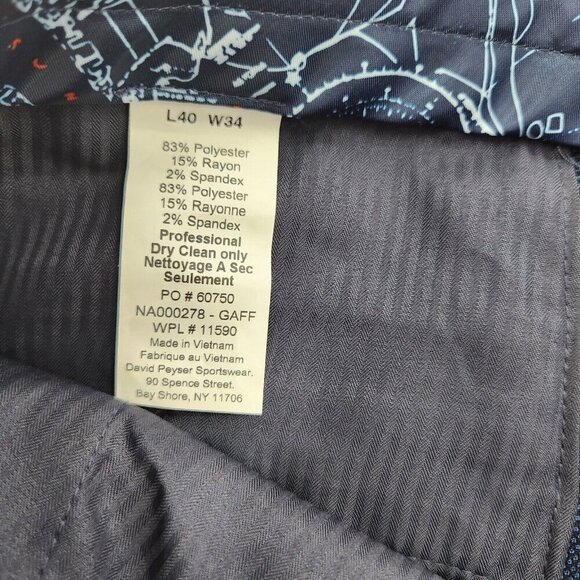 L40 W34
83% Polyester
15% Rayon
2% Spandex
83% Polyester
15% Rayonne
2% Spandex
Professional
Dry Clean only
Nettoyage A Sec
Seulement
PO # 60750
NA000278 - GAFF
WPL # 11590
Made in Vietnam
Fabrique au Vietnam
David Peyser Sportswear.
90 Spence Street.
Bay Shore, NY 11706